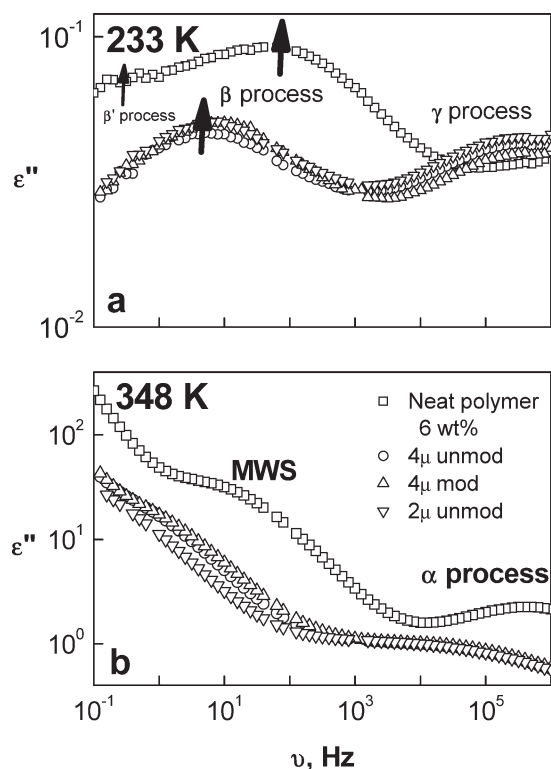 10⁻¹
233 K
β' process
β process
γ process
ε"
a
10⁻²
348 K
□ Neat polymer
6 wt%
○ 4μ unmod
△ 4μ mod
▽ 2μ unmod
10²
MWS
ε"
10¹
α process
10⁰
b
10⁻¹ 10¹ 10³ 10⁵
υ, Hz